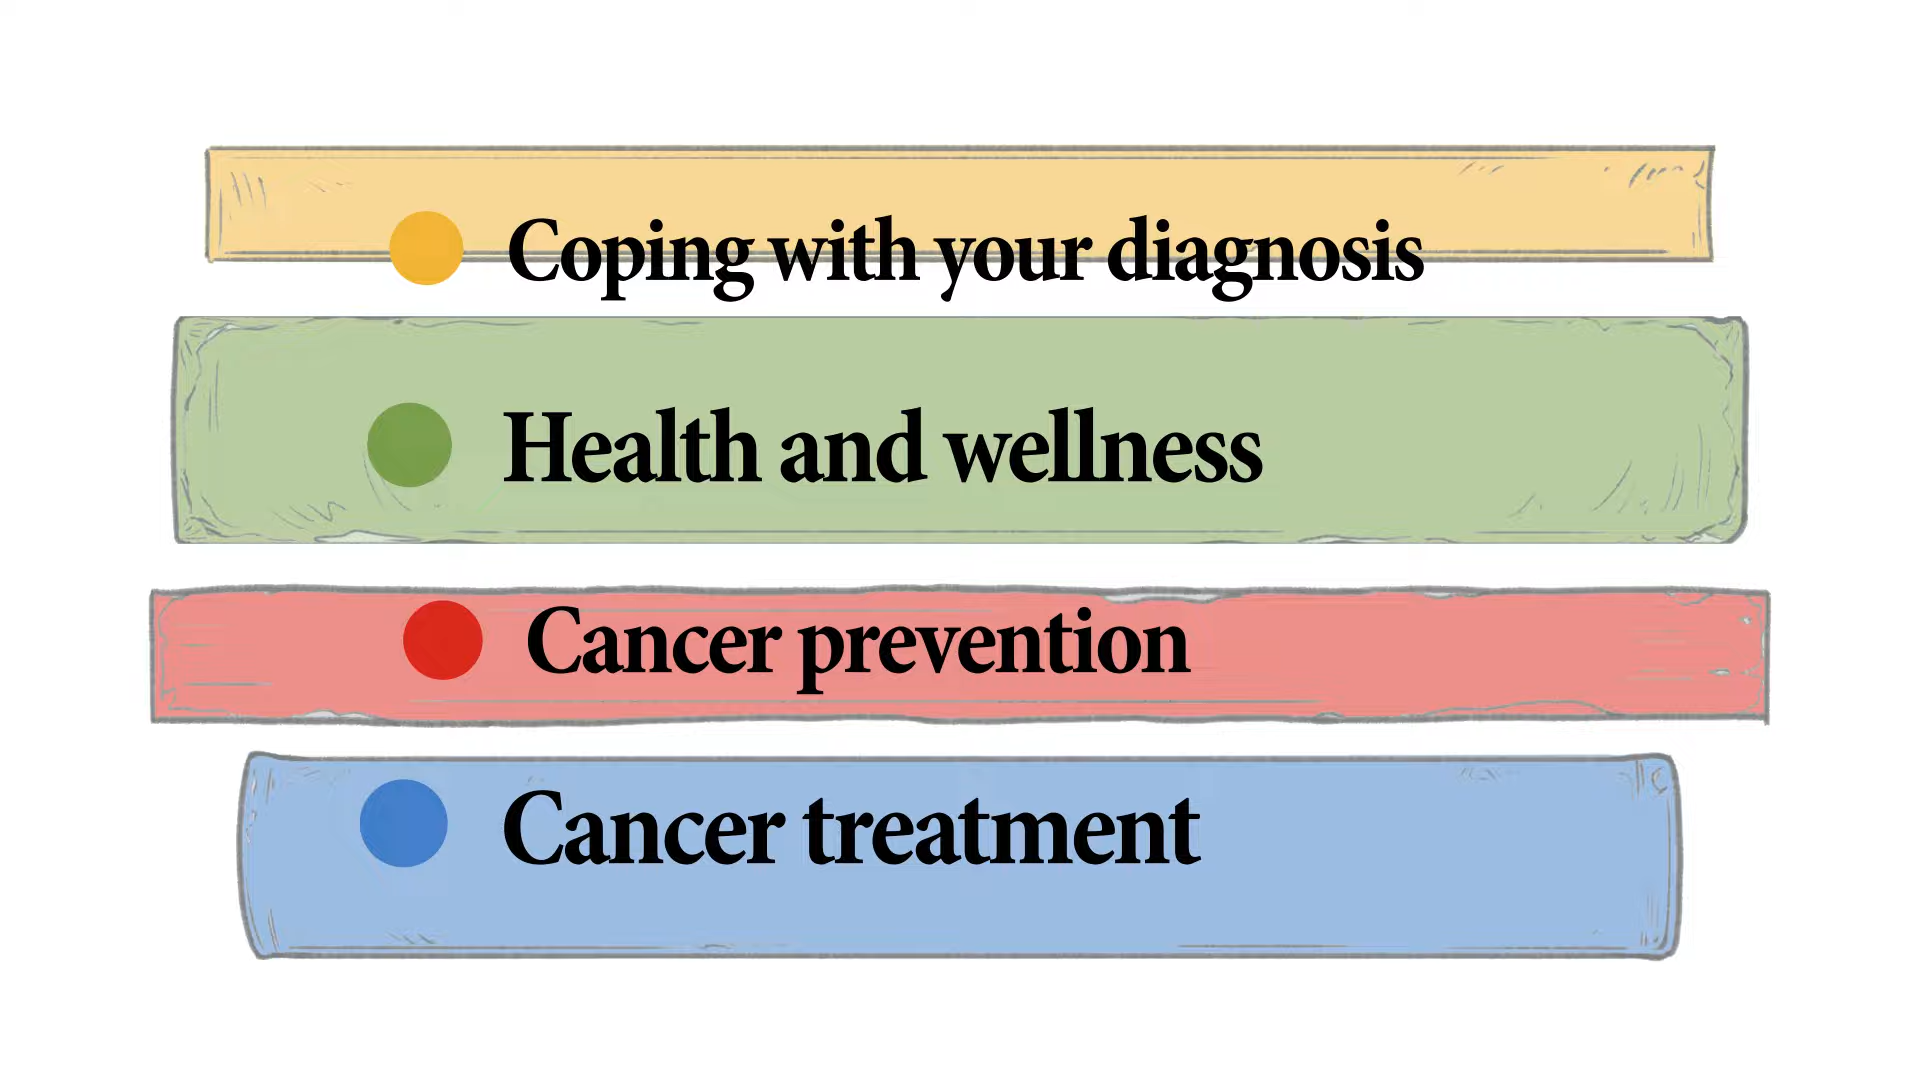 Coping with your diagnosis
Health and wellness
Cancer prevention
Cancer treatment